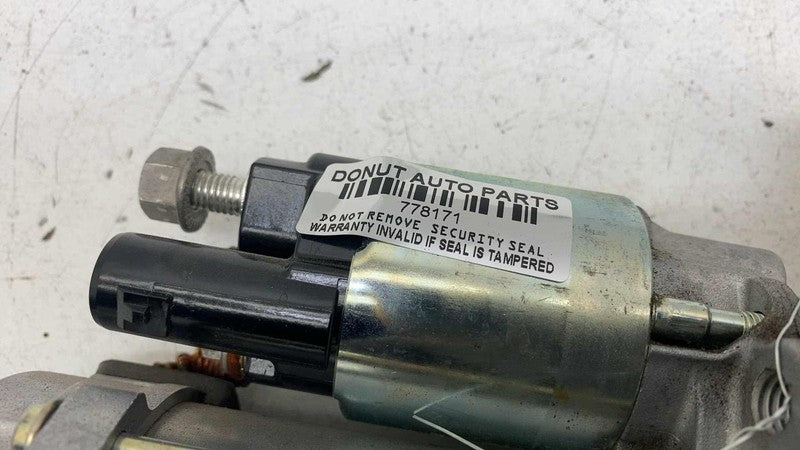 DONUT AUTO PARTS
778171
DO NOT REMOVE SECURITY SEAL
WARRANTY INVALID IF SEAL IS TAMPERED